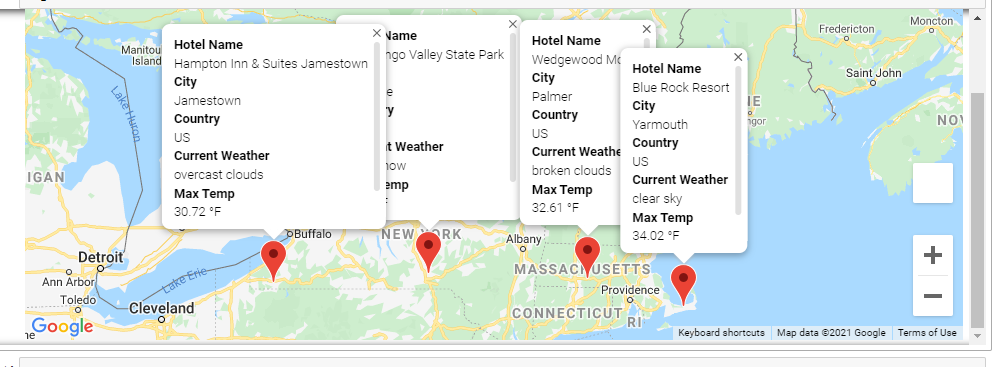 Hotel Name
Hampton Inn & Suites Jamestown
City
Jamestown
Country
US
Current Weather
overcast clouds
Max Temp
30.72 °F
Name
ngo Valley State Park
Weather
Hotel Name
Wedgewood
City
Palmer
Country
US
Current Weathe
broken clouds
Max Temp
32.61 °F
Hotel Name
Blue Rock Resort
City
Yarmouth
Country
US
Current Weather
clear sky
Max Temp
34.02 °F
Manitou
Island
Lake Huron
IGAN
Detroit
Ann Arbor
Toledo
Lake Erie
Cleveland
Buffalo
NEW YORK
Albany
MASSACHUSETTS
Providence
CONNECTICUT
RI
Fredericton
Moncton
Saint John
NOV
NE
ngor
Google
Keyboard shortcuts
Map data ©2021 Google
Terms of Use